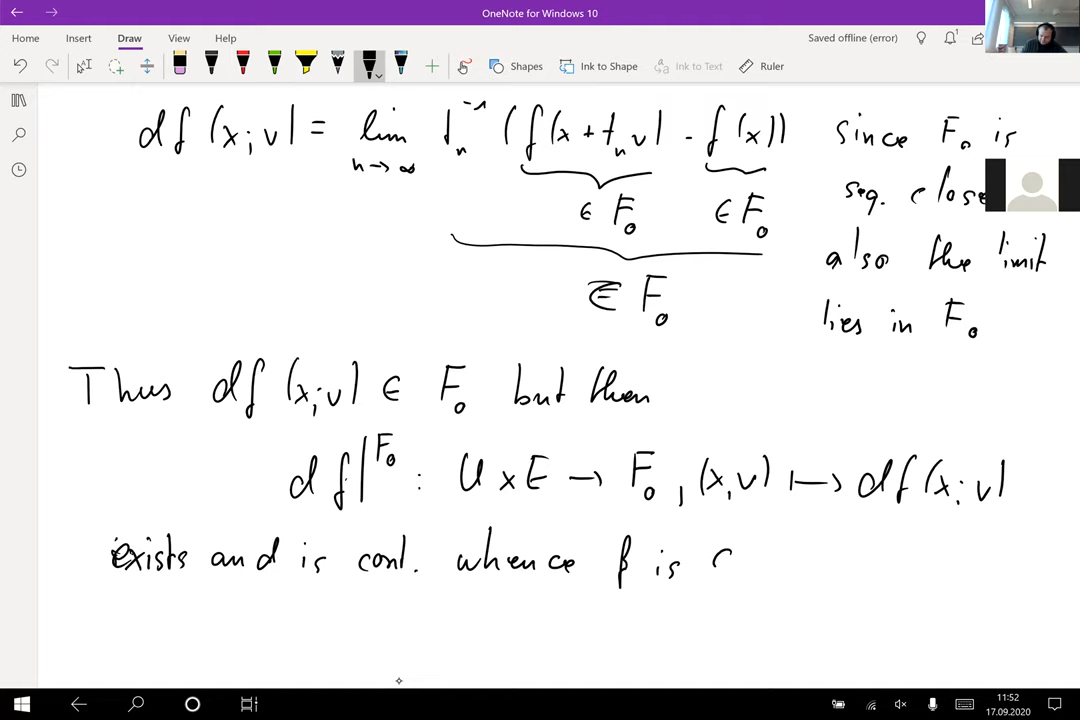 OneNote for Windows 10
Home Insert Draw View Help
Saved offline (error)
Shapes
Ink to Shape
Ink to Text
Ruler
df(x;v) = lim_{n→∞} t_n^{-1} (f(x + t_n v) - f(x)) since F_0 is
∈ F_0 ∈ F_0 seq. close
∈ F_0 also the limit
lies in F_0
Thus df(x;v) ∈ F_0 but then
df|^{F_0} : U × E → F_0, (x,v) ↦ df(x;v)
exists and is cont. whence f is C
11:52
17.09.2020